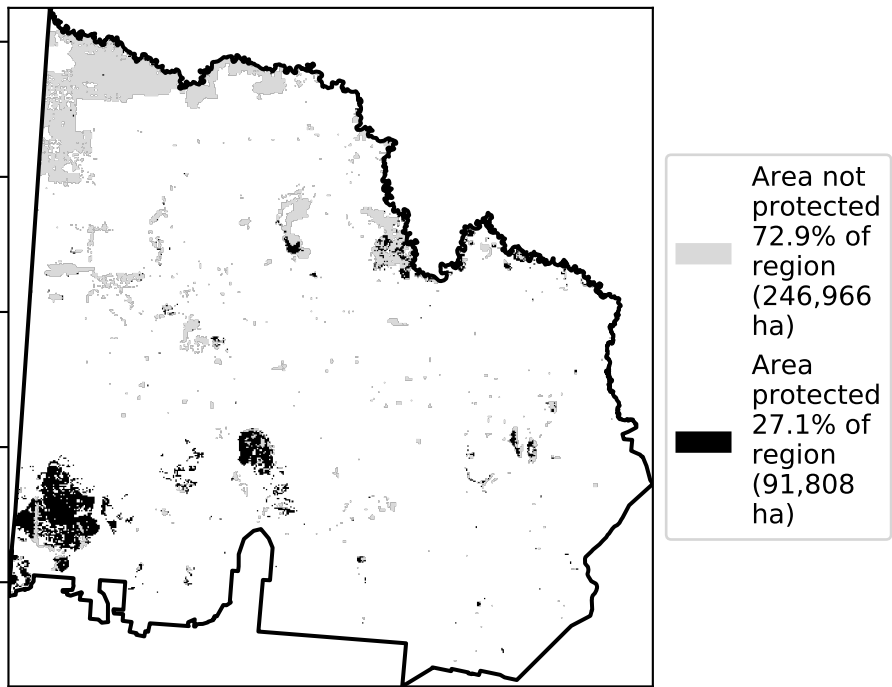 Area not
protected
72.9% of
region
(246,966
ha)
Area
protected
27.1% of
region
(91,808
ha)